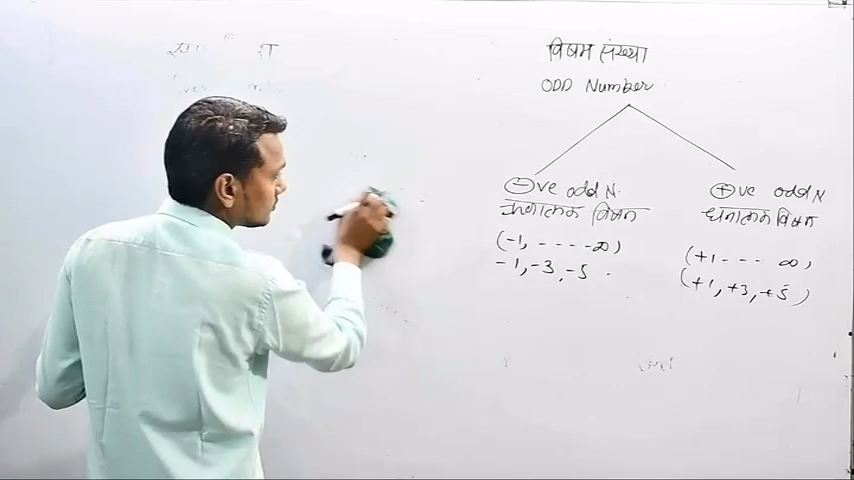 विषम संख्या
ODD Number
⊖ve odd N.
ऋणात्मक विषम
(-1, - - - - -∞)
-1, -3, -5 -
⊕ve odd N
धनात्मक विषम
(+1 - - - ∞)
(+1, +3, +5)